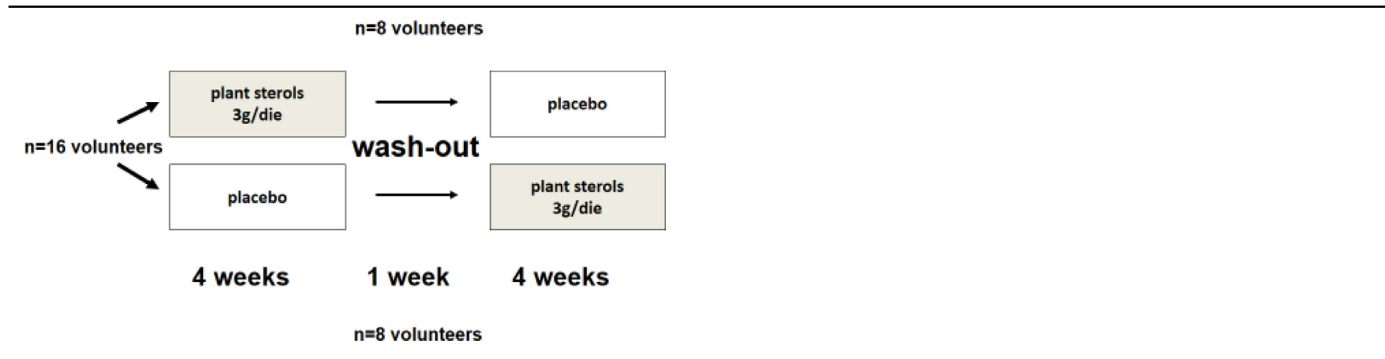 n=8 volunteers
plant sterols
3g/die
placebo
n=16 volunteers
wash-out
placebo
plant sterols
3g/die
4 weeks
1 week
4 weeks
n=8 volunteers